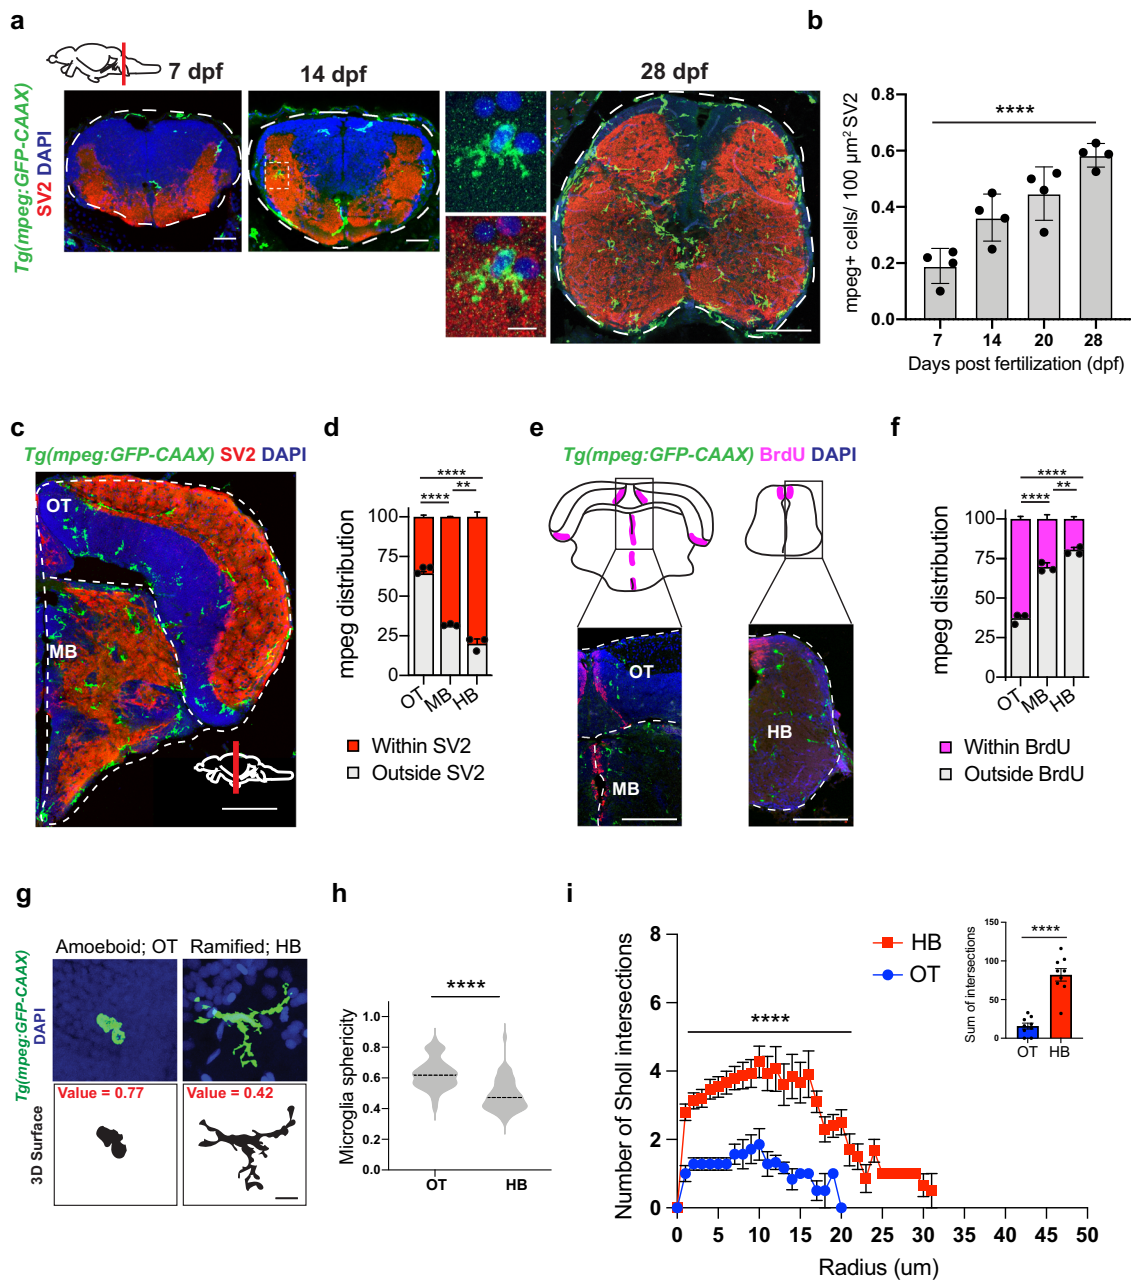 a
7 dpf
14 dpf
28 dpf
Tg(mpeg:GFP-CAAX)
SV2 DAPI
b
mpeg+ cells/ 100 µm² SV2
0.8
0.6
0.4
0.2
0.0
****
7 14 20 28
Days post fertilization (dpf)
c
Tg(mpeg:GFP-CAAX) SV2 DAPI
OT
MB
d
mpeg distribution
****
**** **
100
75
50
25
0
OT MB HB
Within SV2
Outside SV2
e
Tg(mpeg:GFP-CAAX) BrdU DAPI
OT
MB
HB
f
mpeg distribution
****
**** **
100
75
50
25
0
OT MB HB
Within BrdU
Outside BrdU
g
Amoeboid; OT Ramified; HB
Tg(mpeg:GFP-CAAX)
DAPI
3D Surface
Value = 0.77
Value = 0.42
h
Microglia sphericity
****
1.0
0.8
0.6
0.4
0.2
0.0
OT HB
i
Number of Sholl intersections
8
6
4
2
0
****
HB
OT
0 5 10 15 20 25 30 35 40 45 50
Radius (um)
Sum of intersections
150
100
50
0
****
OT HB